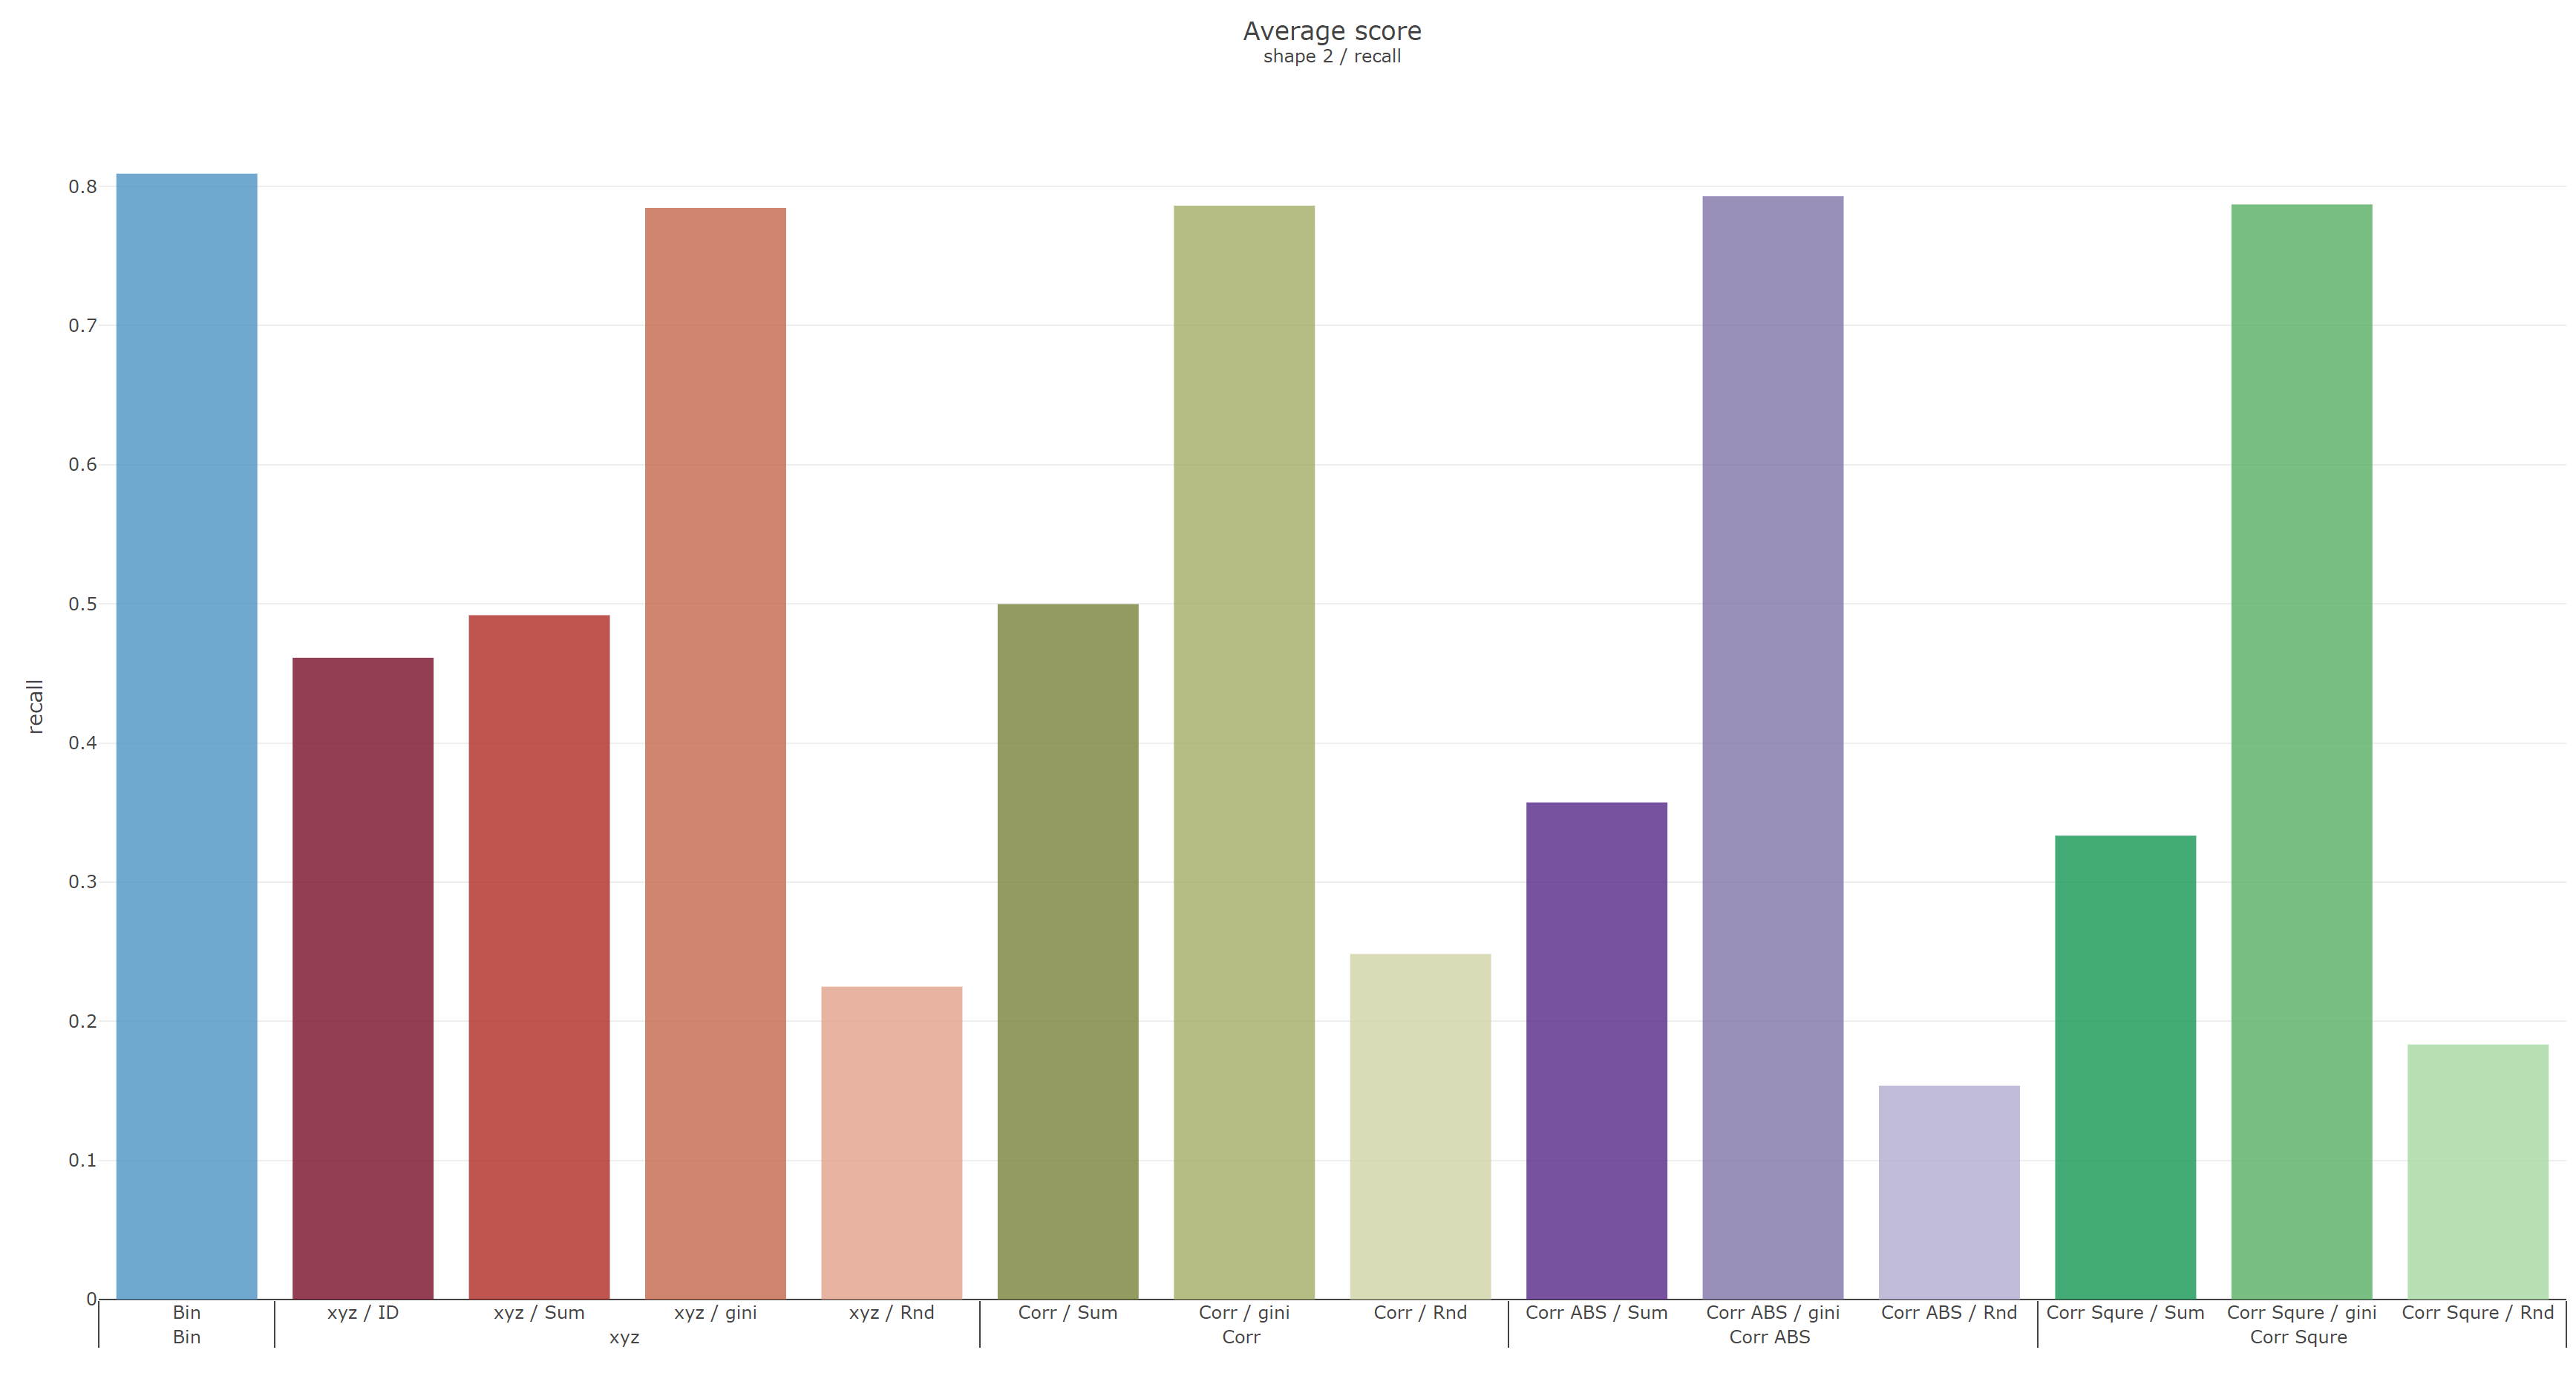 Average score
shape 2 / recall
recall
0.8
0.7
0.6
0.5
0.4
0.3
0.2
0.1
0
Bin xyz / ID xyz / Sum xyz / gini xyz / Rnd Corr / Sum Corr / gini Corr / Rnd Corr ABS / Sum Corr ABS / gini Corr ABS / Rnd Corr Squre / Sum Corr Squre / gini Corr Squre / Rnd
Bin xyz Corr Corr ABS Corr Squre